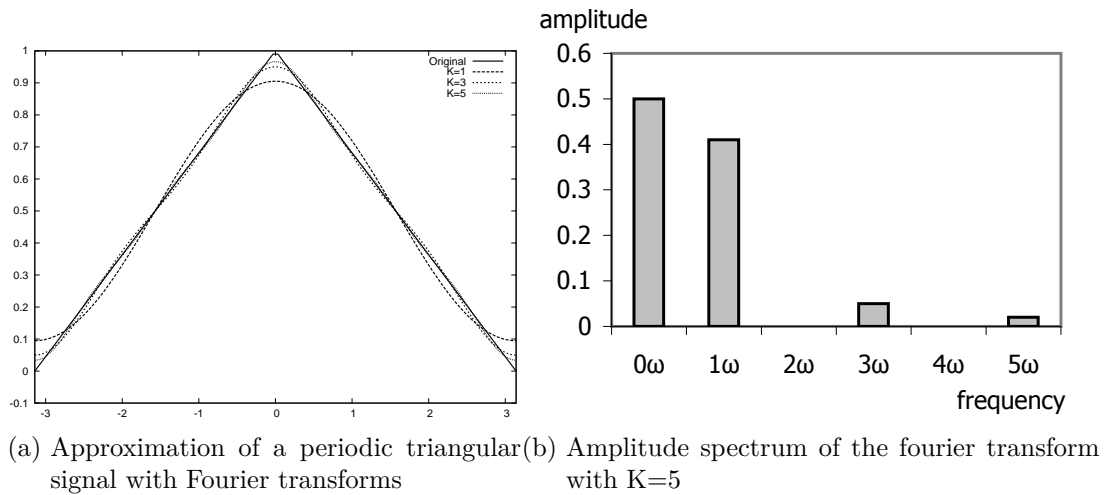 1
0.9
0.8
0.7
0.6
0.5
0.4
0.3
0.2
0.1
0
-0.1
-3
-2
-1
0
1
2
3
Original
K=1
K=3
K=5
amplitude
0.6
0.5
0.4
0.3
0.2
0.1
0
0ω
1ω
2ω
3ω
4ω
5ω
frequency
(a) Approximation of a periodic triangular
signal with Fourier transforms
(b) Amplitude spectrum of the fourier transform
with K=5